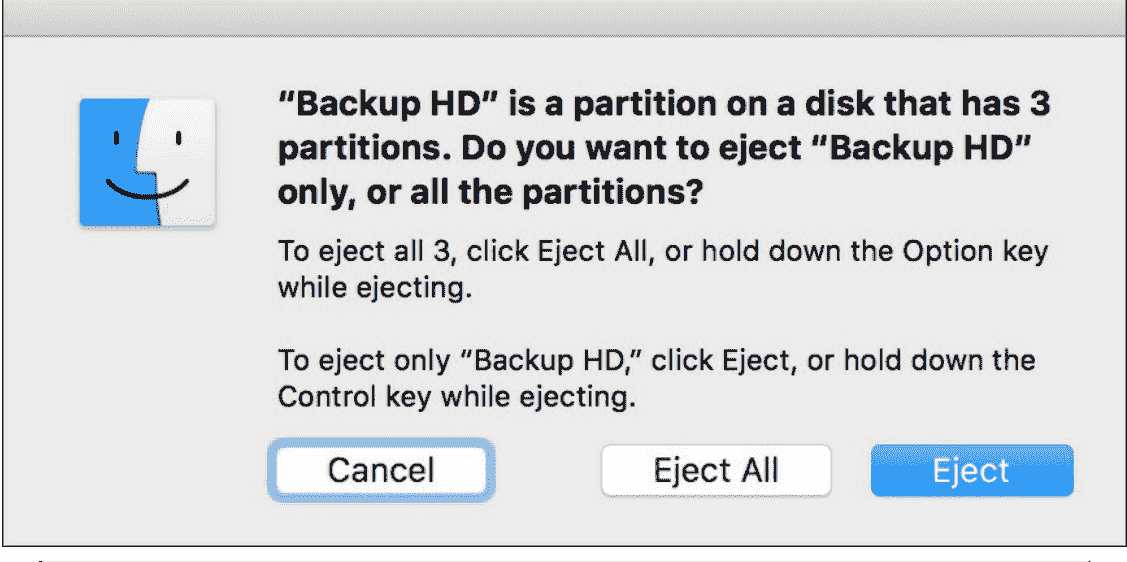 “Backup HD” is a partition on a disk that has 3
partitions. Do you want to eject “Backup HD”
only, or all the partitions?
To eject all 3, click Eject All, or hold down the Option key
while ejecting.
To eject only “Backup HD,” click Eject, or hold down the
Control key while ejecting.
Cancel
Eject All
Eject